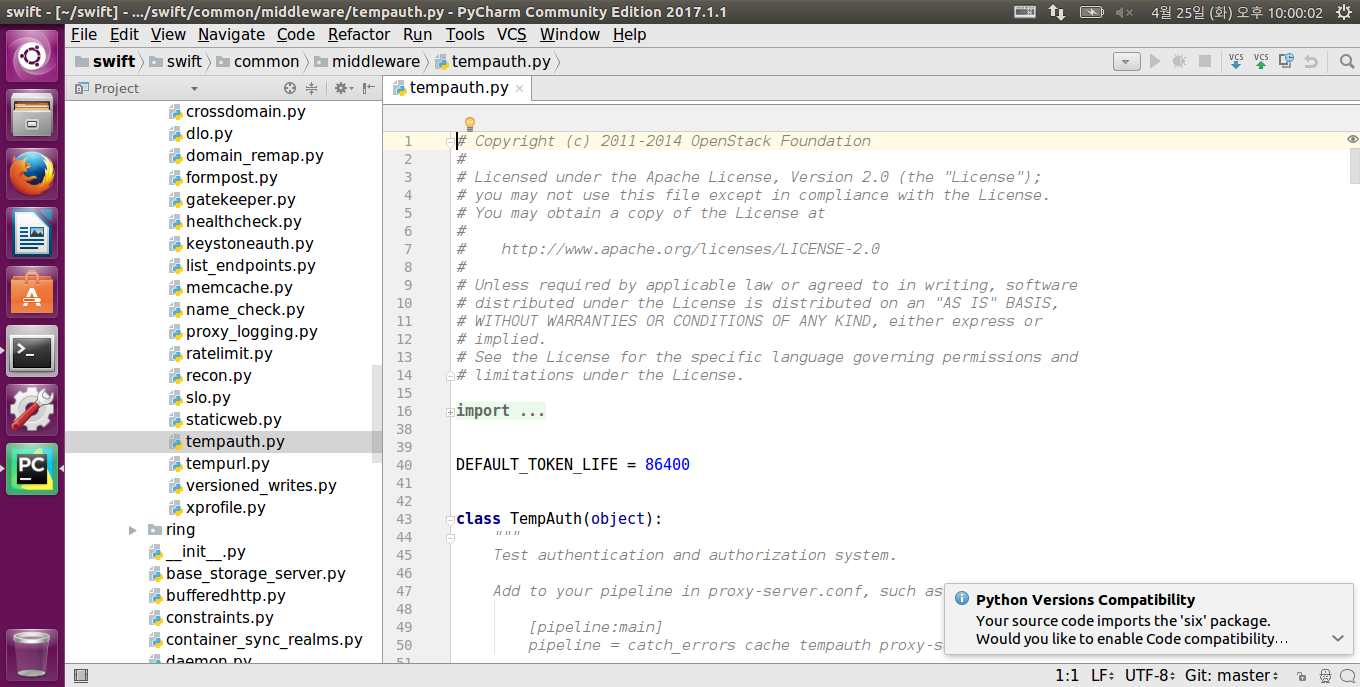 swift - [~/swift] - .../swift/common/middleware/tempauth.py - PyCharm Community Edition 2017.1.1
4월 25일 (화) 오후 10:00:02
File Edit View Navigate Code Refactor Run Tools VCS Window Help
swift swift common middleware tempauth.py
VCS VCS
Project
tempauth.py
crossdomain.py
dlo.py
domain_remap.py
formpost.py
gatekeeper.py
healthcheck.py
keystoneauth.py
list_endpoints.py
memcache.py
name_check.py
proxy_logging.py
ratelimit.py
recon.py
slo.py
staticweb.py
tempauth.py
tempurl.py
versioned_writes.py
xprofile.py
ring
__init__.py
base_storage_server.py
bufferedhttp.py
constraints.py
container_sync_realms.py
daemon.py
PC
1 # Copyright (c) 2011-2014 OpenStack Foundation
2 #
3 # Licensed under the Apache License, Version 2.0 (the "License");
4 # you may not use this file except in compliance with the License.
5 # You may obtain a copy of the License at
6 #
7 #    http://www.apache.org/licenses/LICENSE-2.0
8 #
9 # Unless required by applicable law or agreed to in writing, software
10 # distributed under the License is distributed on an "AS IS" BASIS,
11 # WITHOUT WARRANTIES OR CONDITIONS OF ANY KIND, either express or
12 # implied.
13 # See the License for the specific language governing permissions and
14 # limitations under the License.
15
16 import ...
38
39
40 DEFAULT_TOKEN_LIFE = 86400
41
42
43 class TempAuth(object):
44     """
45     Test authentication and authorization system.
46
47     Add to your pipeline in proxy-server.conf, such as
48
49         [pipeline:main]
50         pipeline = catch_errors cache tempauth proxy-s
51
Python Versions Compatibility
Your source code imports the 'six' package.
Would you like to enable Code compatibility...
1:1 LF UTF-8 Git: master